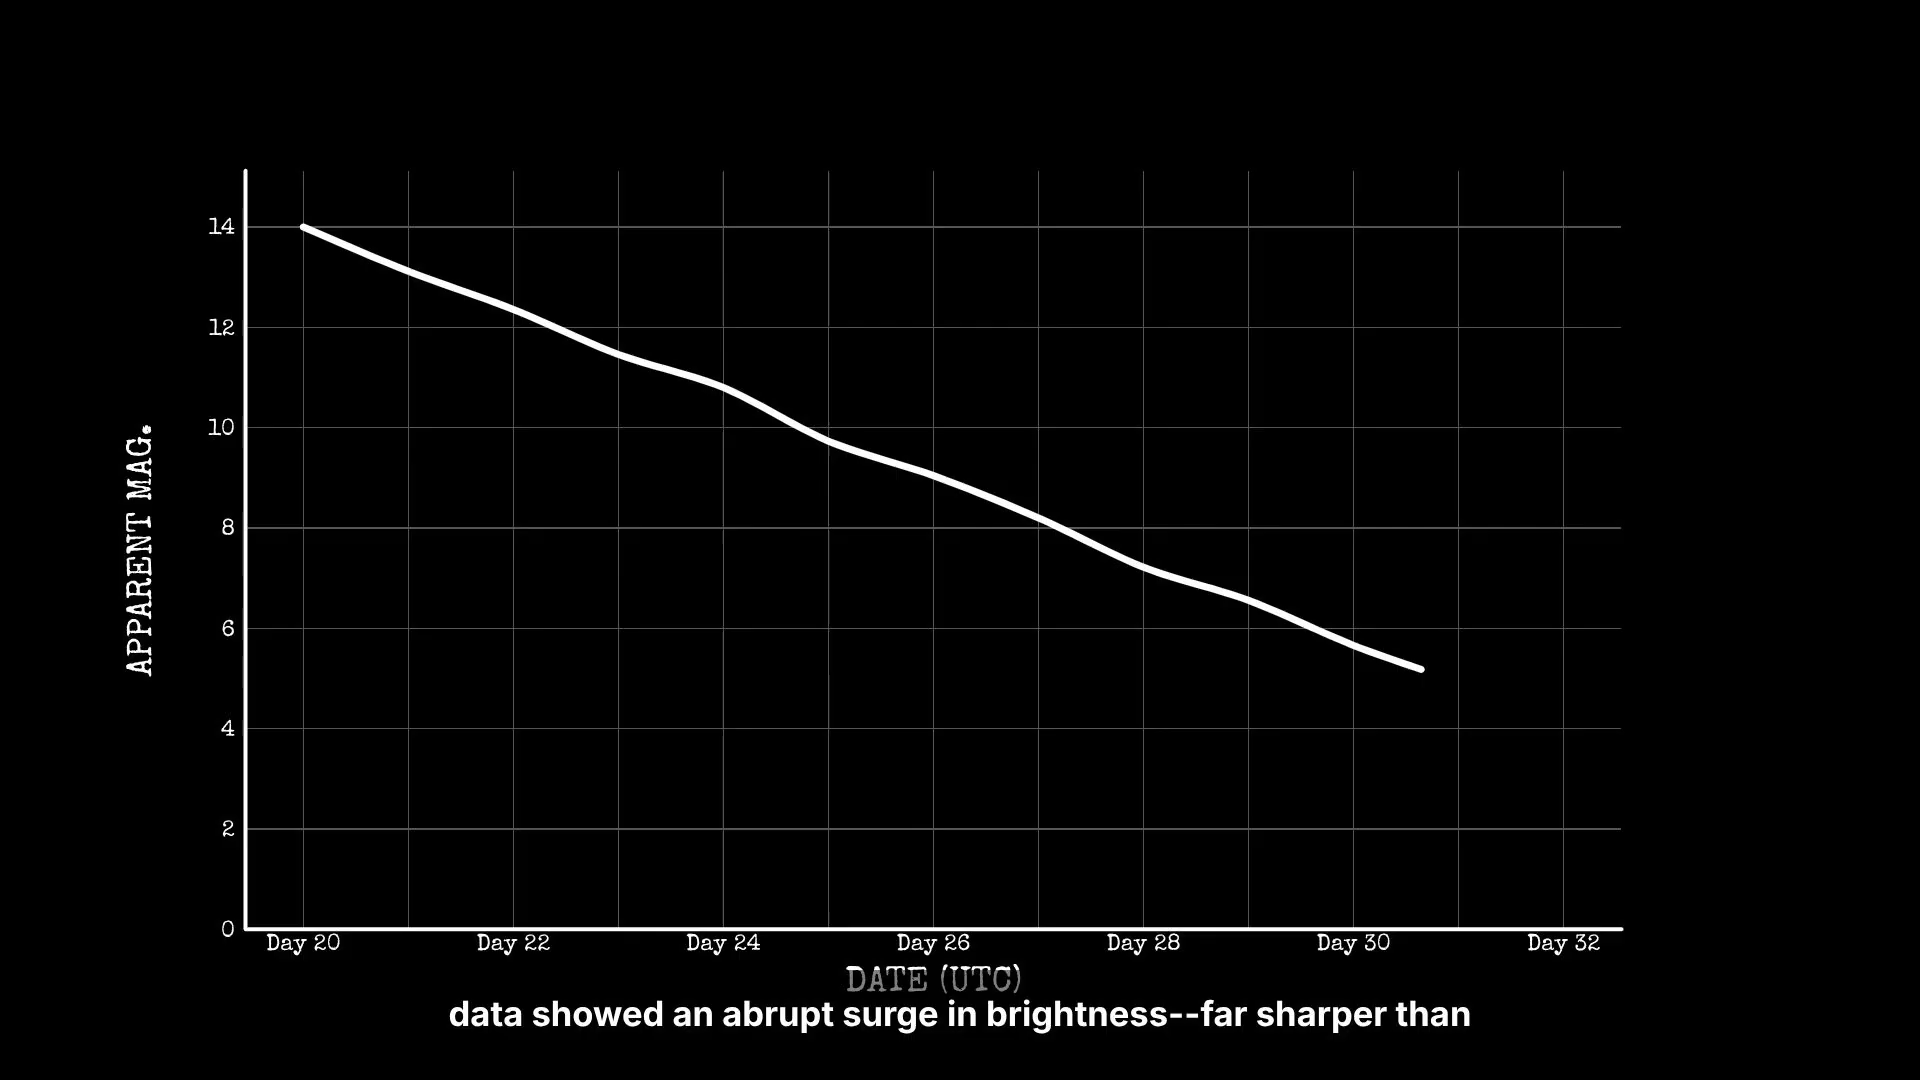 14
12
10
8
6
4
2
0
APPARENT MAG.
Day 20 Day 22 Day 24 Day 26 Day 28 Day 30 Day 32
DATE (UTC)
data showed an abrupt surge in brightness--far sharper than